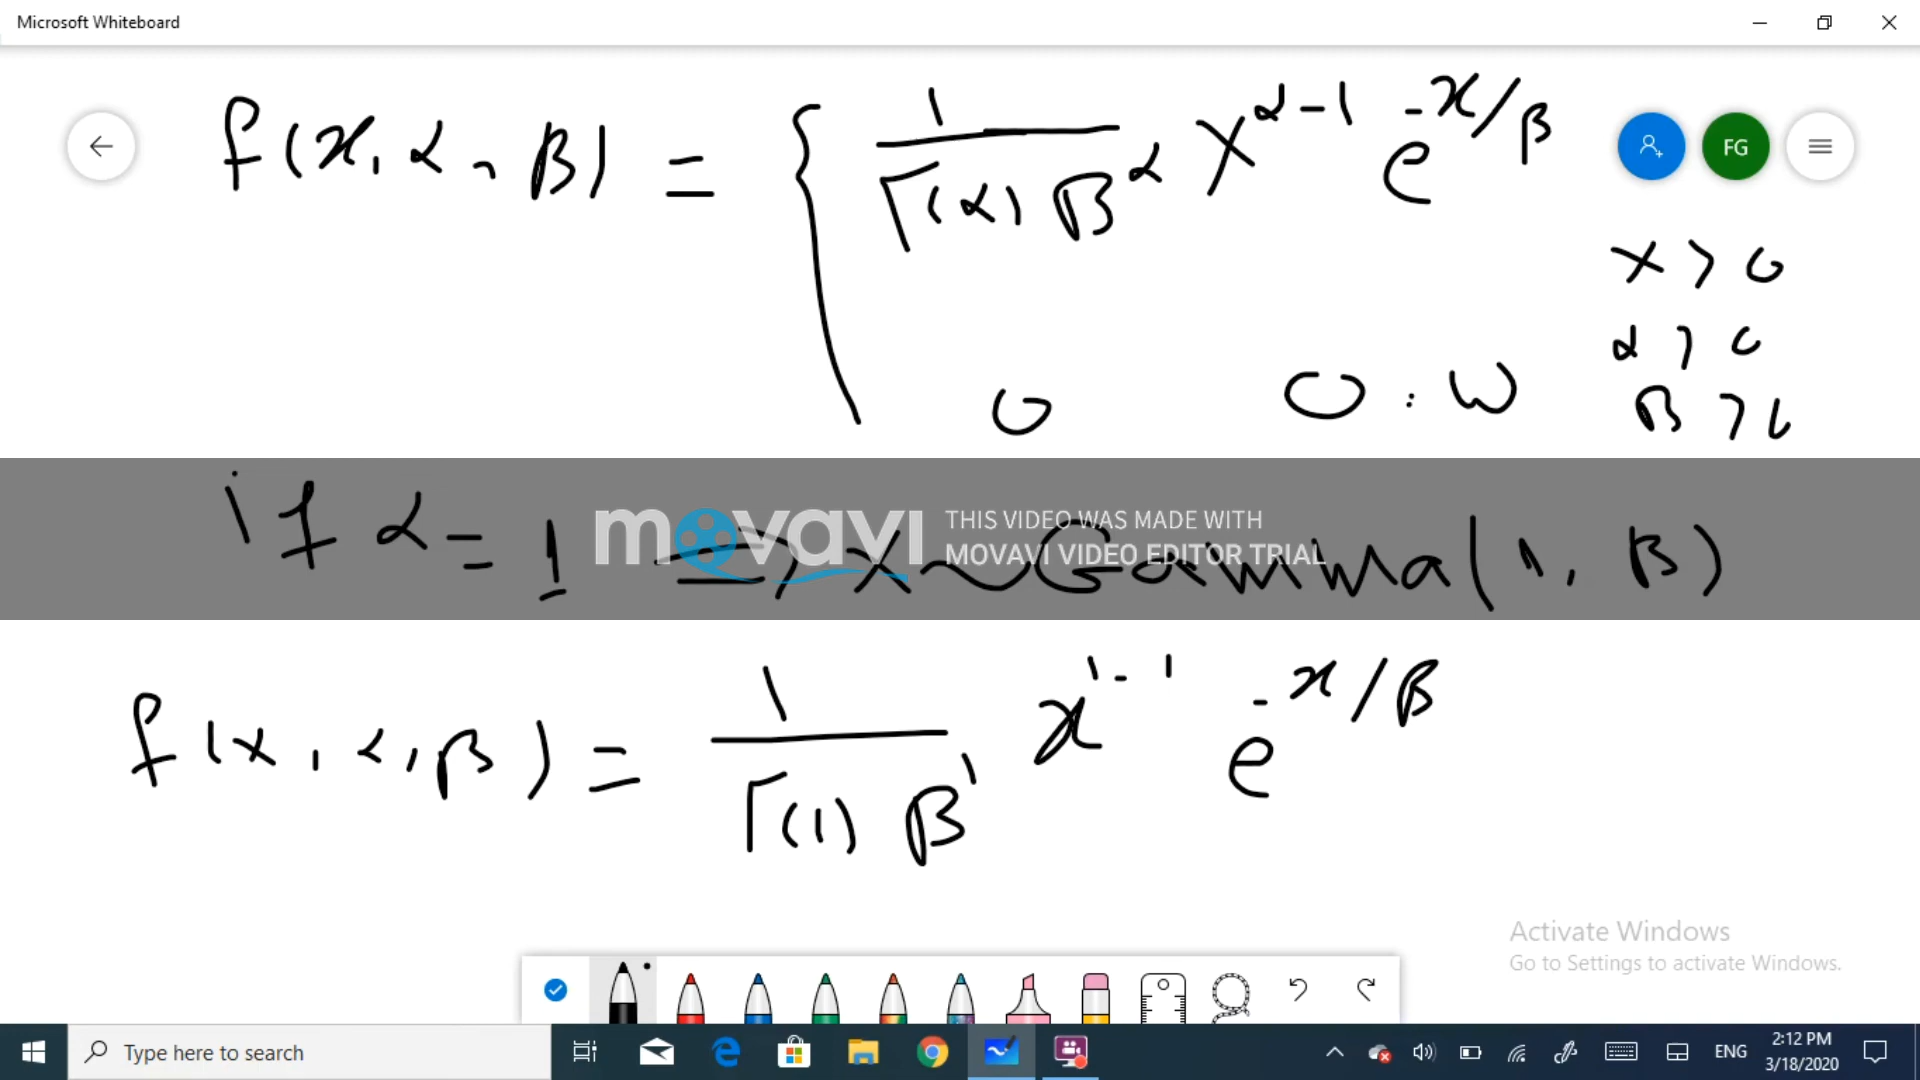 Microsoft Whiteboard
f(x, α, β) = { 1 / Γ(α) β^α x^(α-1) e^(-x/β)
FG
x > 0
α > 0
0 O.W β > 0
if α = 1 ⇒ X ~ Gamma(1, β)
movavi THIS VIDEO WAS MADE WITH
MOVAVI VIDEO EDITOR TRIAL
f(x, α, β) = 1 / Γ(1) β^1 x^(1-1) e^(-x/β)
Activate Windows
Go to Settings to activate Windows.
Type here to search
ENG
2:12 PM
3/18/2020